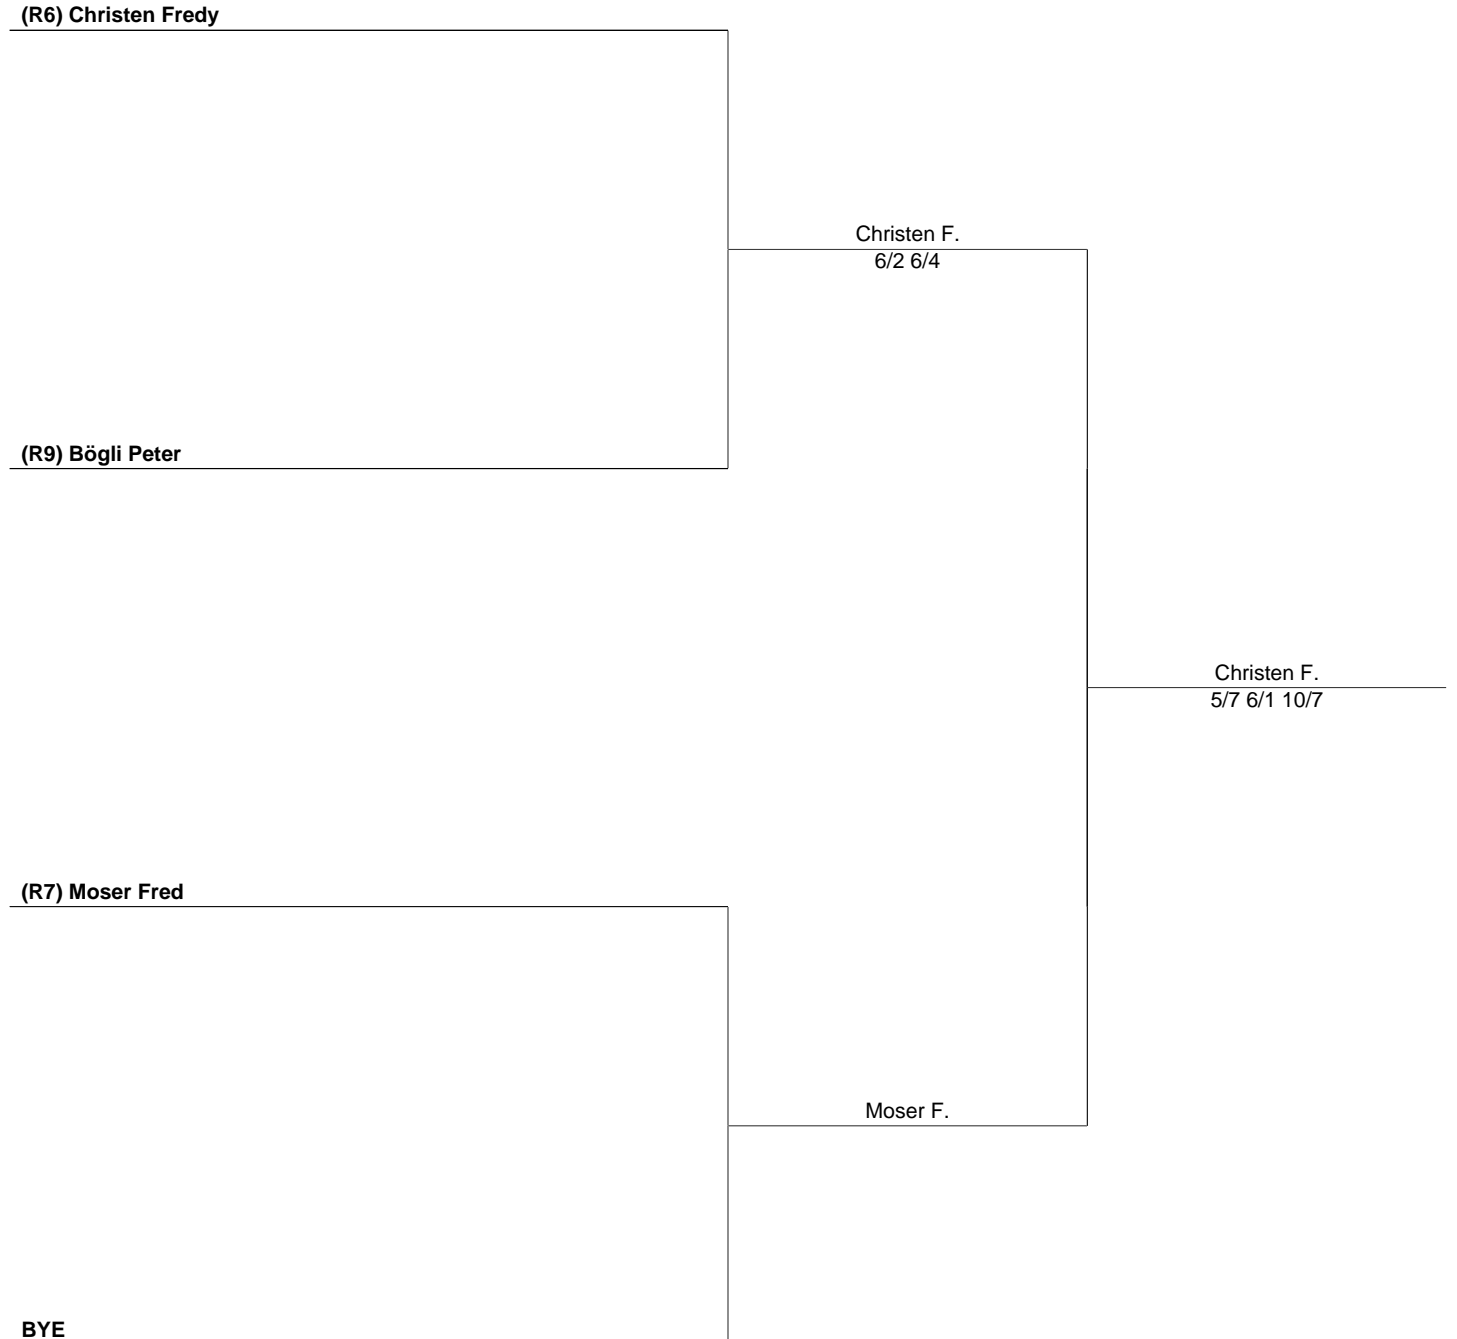 (R6) Christen Fredy
Christen F.
6/2 6/4
(R9) Bögli Peter
Christen F.
5/7 6/1 10/7
(R7) Moser Fred
Moser F.
BYE